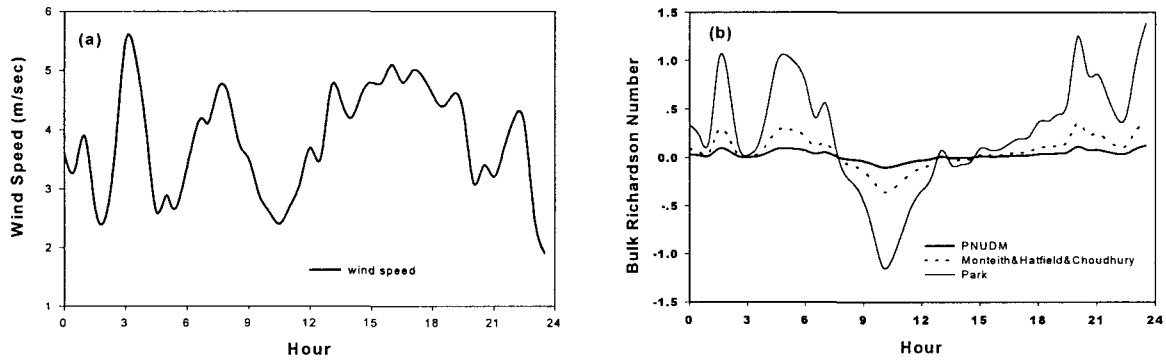 (a)
Wind Speed (m/sec)
6
5
4
3
2
1
wind speed
0 3 6 9 12 15 18 21 24
Hour
(b)
Bulk Richardson Number
1.5
1.0
.5
0.0
-.5
-1.0
-1.5
PNUDM
Monteith&Hatfield&Choudhury
Park
0 3 6 9 12 15 18 21 24
Hour